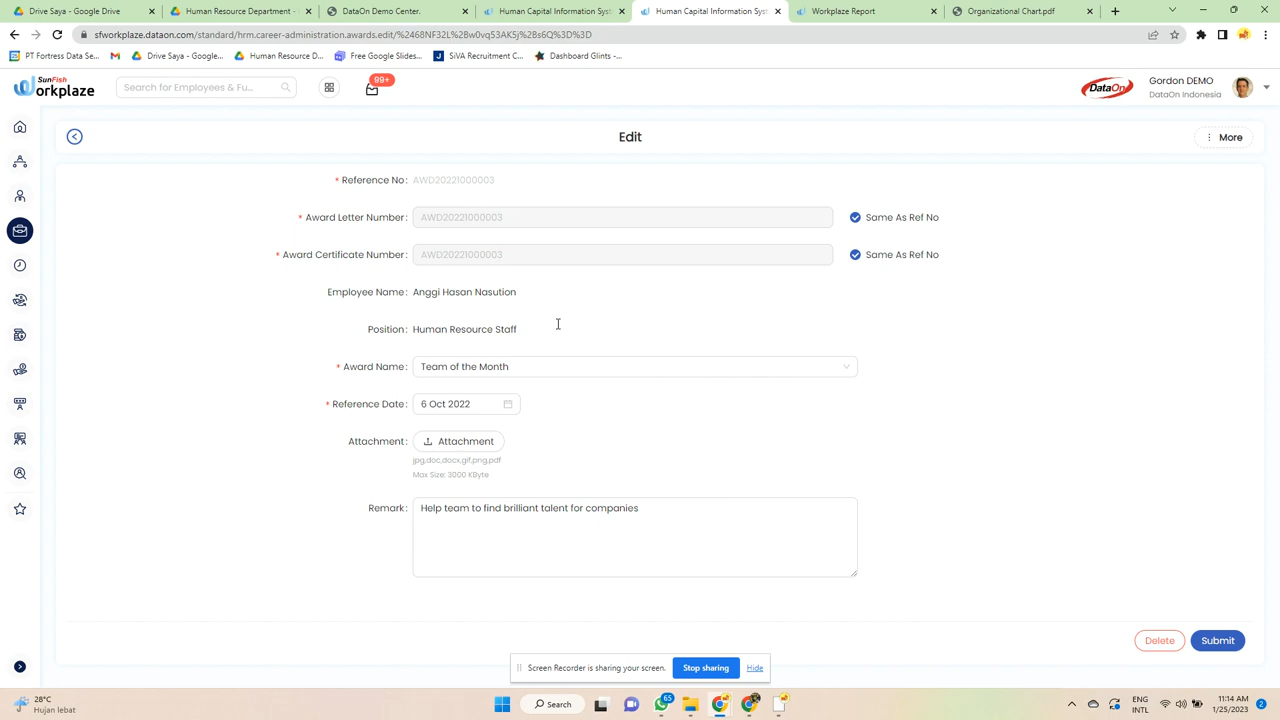 Drive Saya - Google Drive
Human Resource Department -
DataOn Demo Center.
Human Capital Information Syst
Human Capital Information Syst
Workplaze Report
Organizational Chart.pdf
sfworkplaze.dataon.com/standard/hrm.career-administration.awards.edit/%2468NF32L%2Bw0vq53AK5j%2Bs6Q%3D%3D
PT Fortress Data Se...
Drive Saya - Google...
Human Resource D...
Free Google Slides...
SiVA Recruitment C...
Dashboard Glints -...
SunFish
Workplaze
Search for Employees & Fu...
99+
DataOn
Gordon DEMO
DataOn Indonesia
Edit
More
* Reference No : AWD20221000003
* Award Letter Number : AWD20221000003 Same As Ref No
* Award Certificate Number : AWD20221000003 Same As Ref No
Employee Name : Anggi Hasan Nasution
Position : Human Resource Staff
* Award Name : Team of the Month
* Reference Date : 6 Oct 2022
Attachment : Attachment
jpg,doc,docx,gif,png,pdf
Max Size: 3000 KByte
Remark : Help team to find brilliant talent for companies
Delete
Submit
Screen Recorder is sharing your screen.
Stop sharing
Hide
28°C
Hujan lebat
Search
65
ENG
INTL
11:14 AM
1/25/2023
2